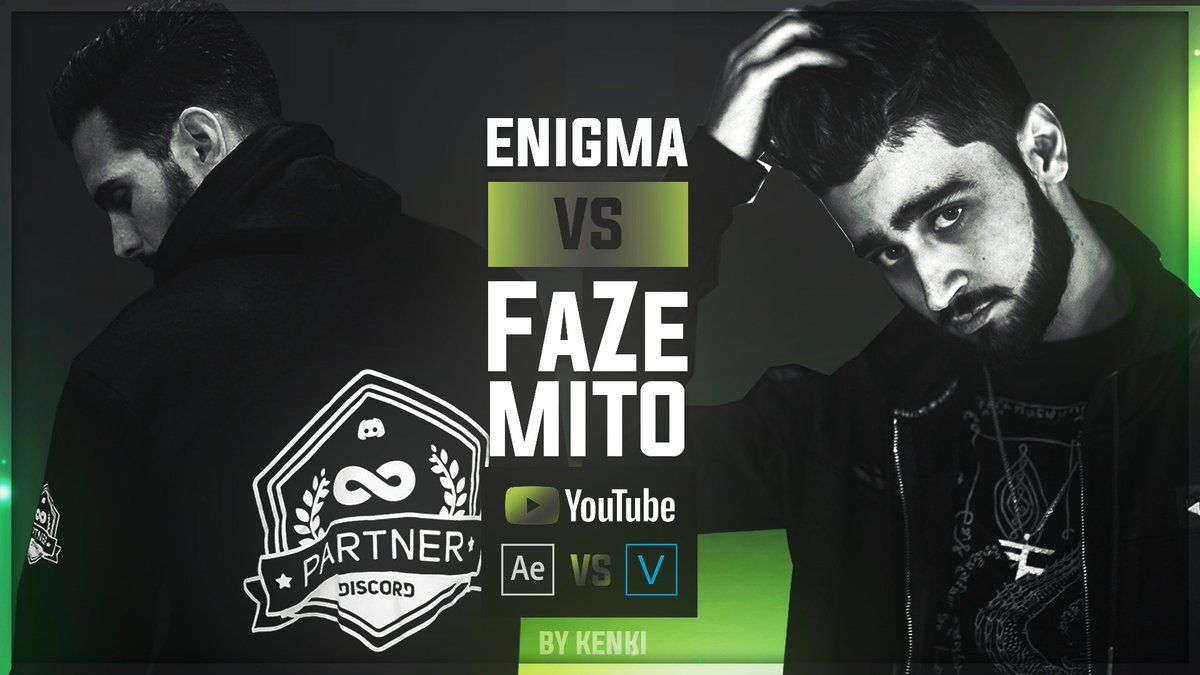 ENIGMA
VS
FAZE
MITO
YouTube
Ae VS V
BY KENKI
PARTNER
DISCORD